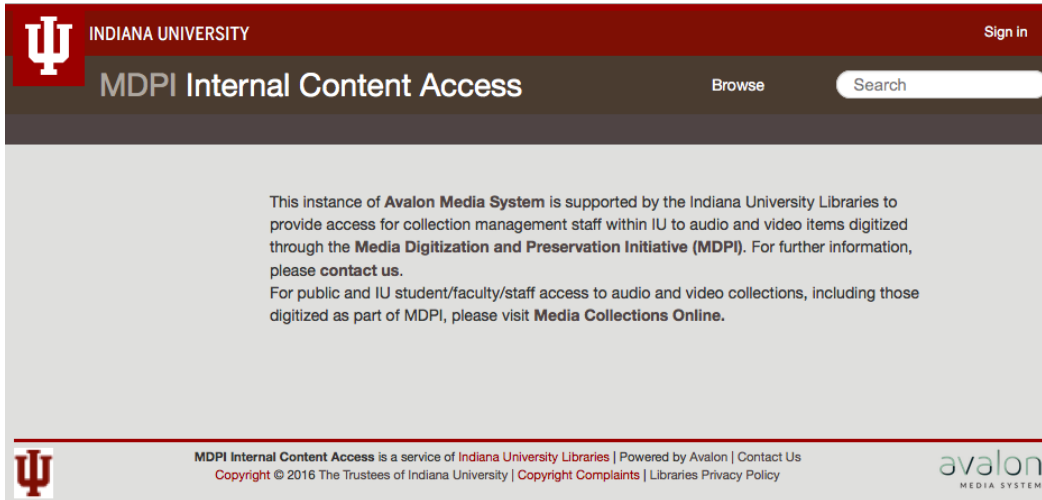 INDIANA UNIVERSITY
Sign in
MDPI Internal Content Access
Browse
Search
This instance of Avalon Media System is supported by the Indiana University Libraries to
provide access for collection management staff within IU to audio and video items digitized
through the Media Digitization and Preservation Initiative (MDPI). For further information,
please contact us.
For public and IU student/faculty/staff access to audio and video collections, including those
digitized as part of MDPI, please visit Media Collections Online.
MDPI Internal Content Access is a service of Indiana University Libraries | Powered by Avalon | Contact Us
Copyright © 2016 The Trustees of Indiana University | Copyright Complaints | Libraries Privacy Policy
avalon
MEDIA SYSTEM